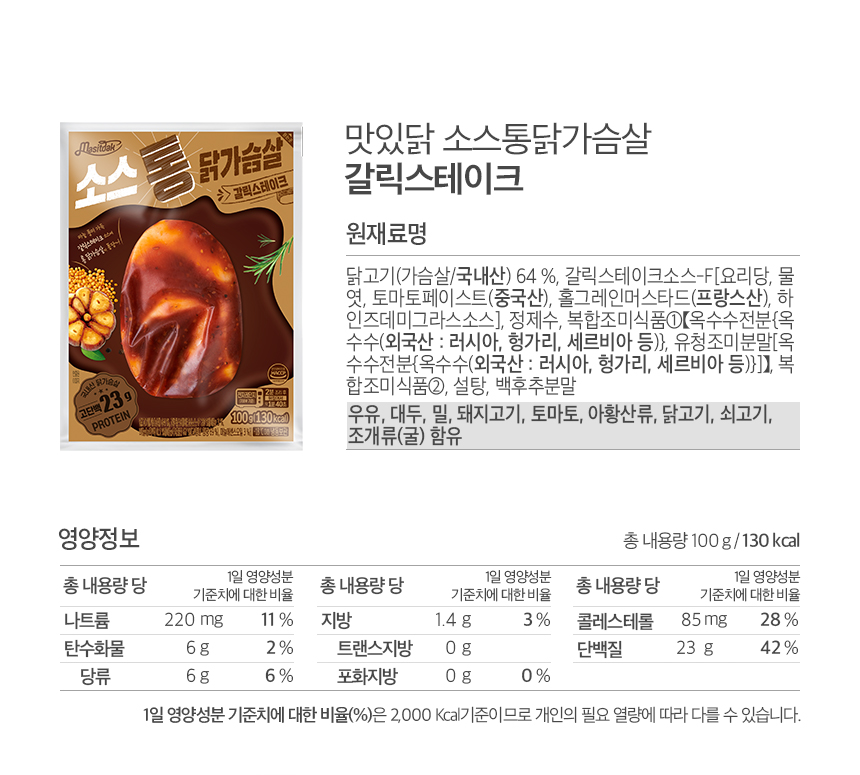 Masitdak
소스 통 닭가슴살
갈릭스테이크
국내산 닭가슴살
고단백 23 g
PROTEIN
HACCP
100g(130 kcal)
맛있닭 소스통닭가슴살
갈릭스테이크
원재료명
닭고기(가슴살/국내산) 64 %, 갈릭스테이크소스-F[요리당, 물
엿, 토마토페이스트(중국산), 홀그레인머스타드(프랑스산), 하
인즈데미그라스소스], 정제수, 복합조미식품①【옥수수전분{옥
수수(외국산 : 러시아, 헝가리, 세르비아 등)}, 유청조미분말[옥
수수전분{옥수수(외국산 : 러시아, 헝가리, 세르비아 등)}]】, 복
합조미식품②, 설탕, 백후추분말
우유, 대두, 밀, 돼지고기, 토마토, 아황산류, 닭고기, 쇠고기,
조개류(굴) 함유
영양정보
총 내용량 100 g / 130 kcal
총 내용량 당 1일 영양성분 기준치에 대한 비율
나트륨 220 mg 11 %
탄수화물 6 g 2 %
당류 6 g 6 %
총 내용량 당 1일 영양성분 기준치에 대한 비율
지방 1.4 g 3 %
트랜스지방 0 g
포화지방 0 g 0 %
총 내용량 당 1일 영양성분 기준치에 대한 비율
콜레스테롤 85 mg 28 %
단백질 23 g 42 %
1일 영양성분 기준치에 대한 비율(%)은 2,000 Kcal기준이므로 개인의 필요 열량에 따라 다를 수 있습니다.